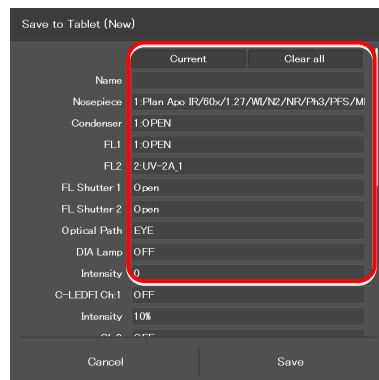 Save to Tablet (New)
Current Clear all
Name
Nosepiece 1:Plan Apo IR/60x/1.27/WI/N2/NR/Ph3/PFS/MI
Condenser 1:OPEN
FL1 1:OPEN
FL2 2:UV-2A_1
FL Shutter 1 Open
FL Shutter 2 Open
Optical Path EYE
DIA Lamp OFF
Intensity 0
C-LEDFI Ch:1 OFF
Intensity 10%
Cancel Save